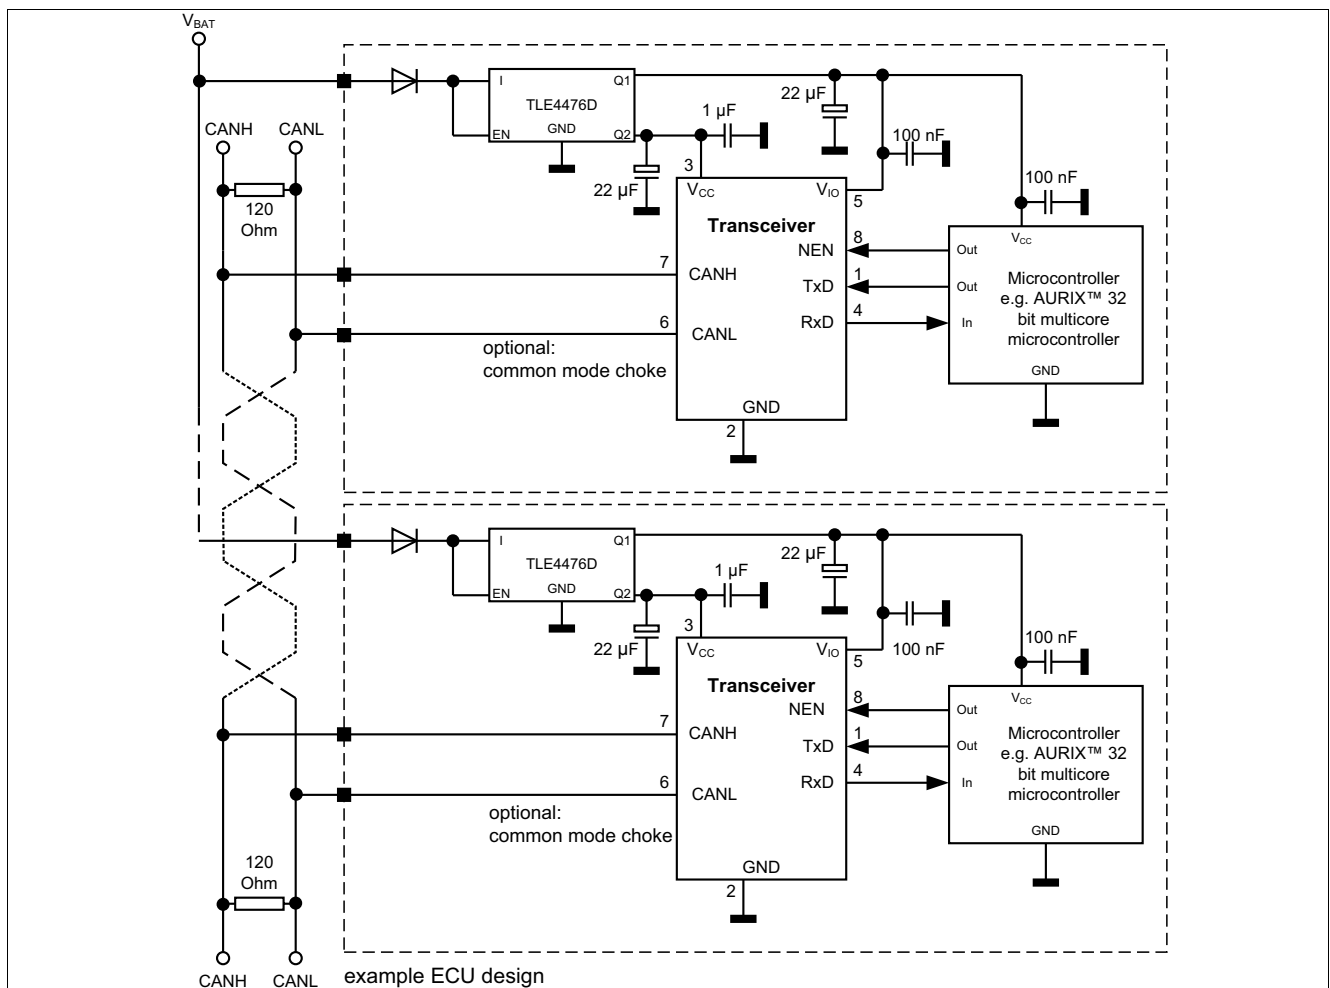 VBAT
CANH
CANL
120
Ohm
I
Q1
TLE4476D
EN
GND
Q2
22 µF
1 µF
22 µF
100 nF
100 nF
3
VCC
VIO
5
Transceiver
NEN
8
TxD
1
RxD
4
7
CANH
6
CANL
optional:
common mode choke
GND
2
VCC
Out
Out
In
Microcontroller
e.g. AURIX™ 32
bit multicore
microcontroller
GND
I
Q1
TLE4476D
EN
GND
Q2
22 µF
1 µF
22 µF
100 nF
100 nF
3
VCC
VIO
5
Transceiver
NEN
8
TxD
1
RxD
4
7
CANH
6
CANL
optional:
common mode choke
GND
2
VCC
Out
Out
In
Microcontroller
e.g. AURIX™ 32
bit multicore
microcontroller
GND
120
Ohm
CANH
CANL
example ECU design